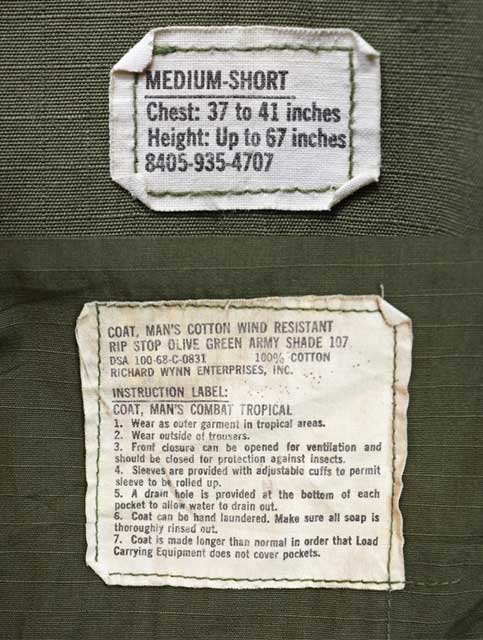 MEDIUM-SHORT
Chest: 37 to 41 inches
Height: Up to 67 inches
8405-935-4707
COAT, MAN'S COTTON WIND RESISTANT
RIP STOP OLIVE GREEN ARMY SHADE 107
DSA 100-68-C-0831 100% COTTON
RICHARD WYNN ENTERPRISES, INC.
INSTRUCTION LABEL:
COAT, MAN'S COMBAT TROPICAL
1. Wear as outer garment in tropical areas.
2. Wear outside of trousers.
3. Front closure can be opened for ventilation and
should be closed for protection against insects.
4. Sleeves are provided with adjustable cuffs to permit
sleeve to be rolled up.
5. A drain hole is provided at the bottom of each
pocket to allow water to drain out.
6. Coat can be hand laundered. Make sure all soap is
thoroughly rinsed out.
7. Coat is made longer than normal in order that Load
Carrying Equipment does not cover pockets.